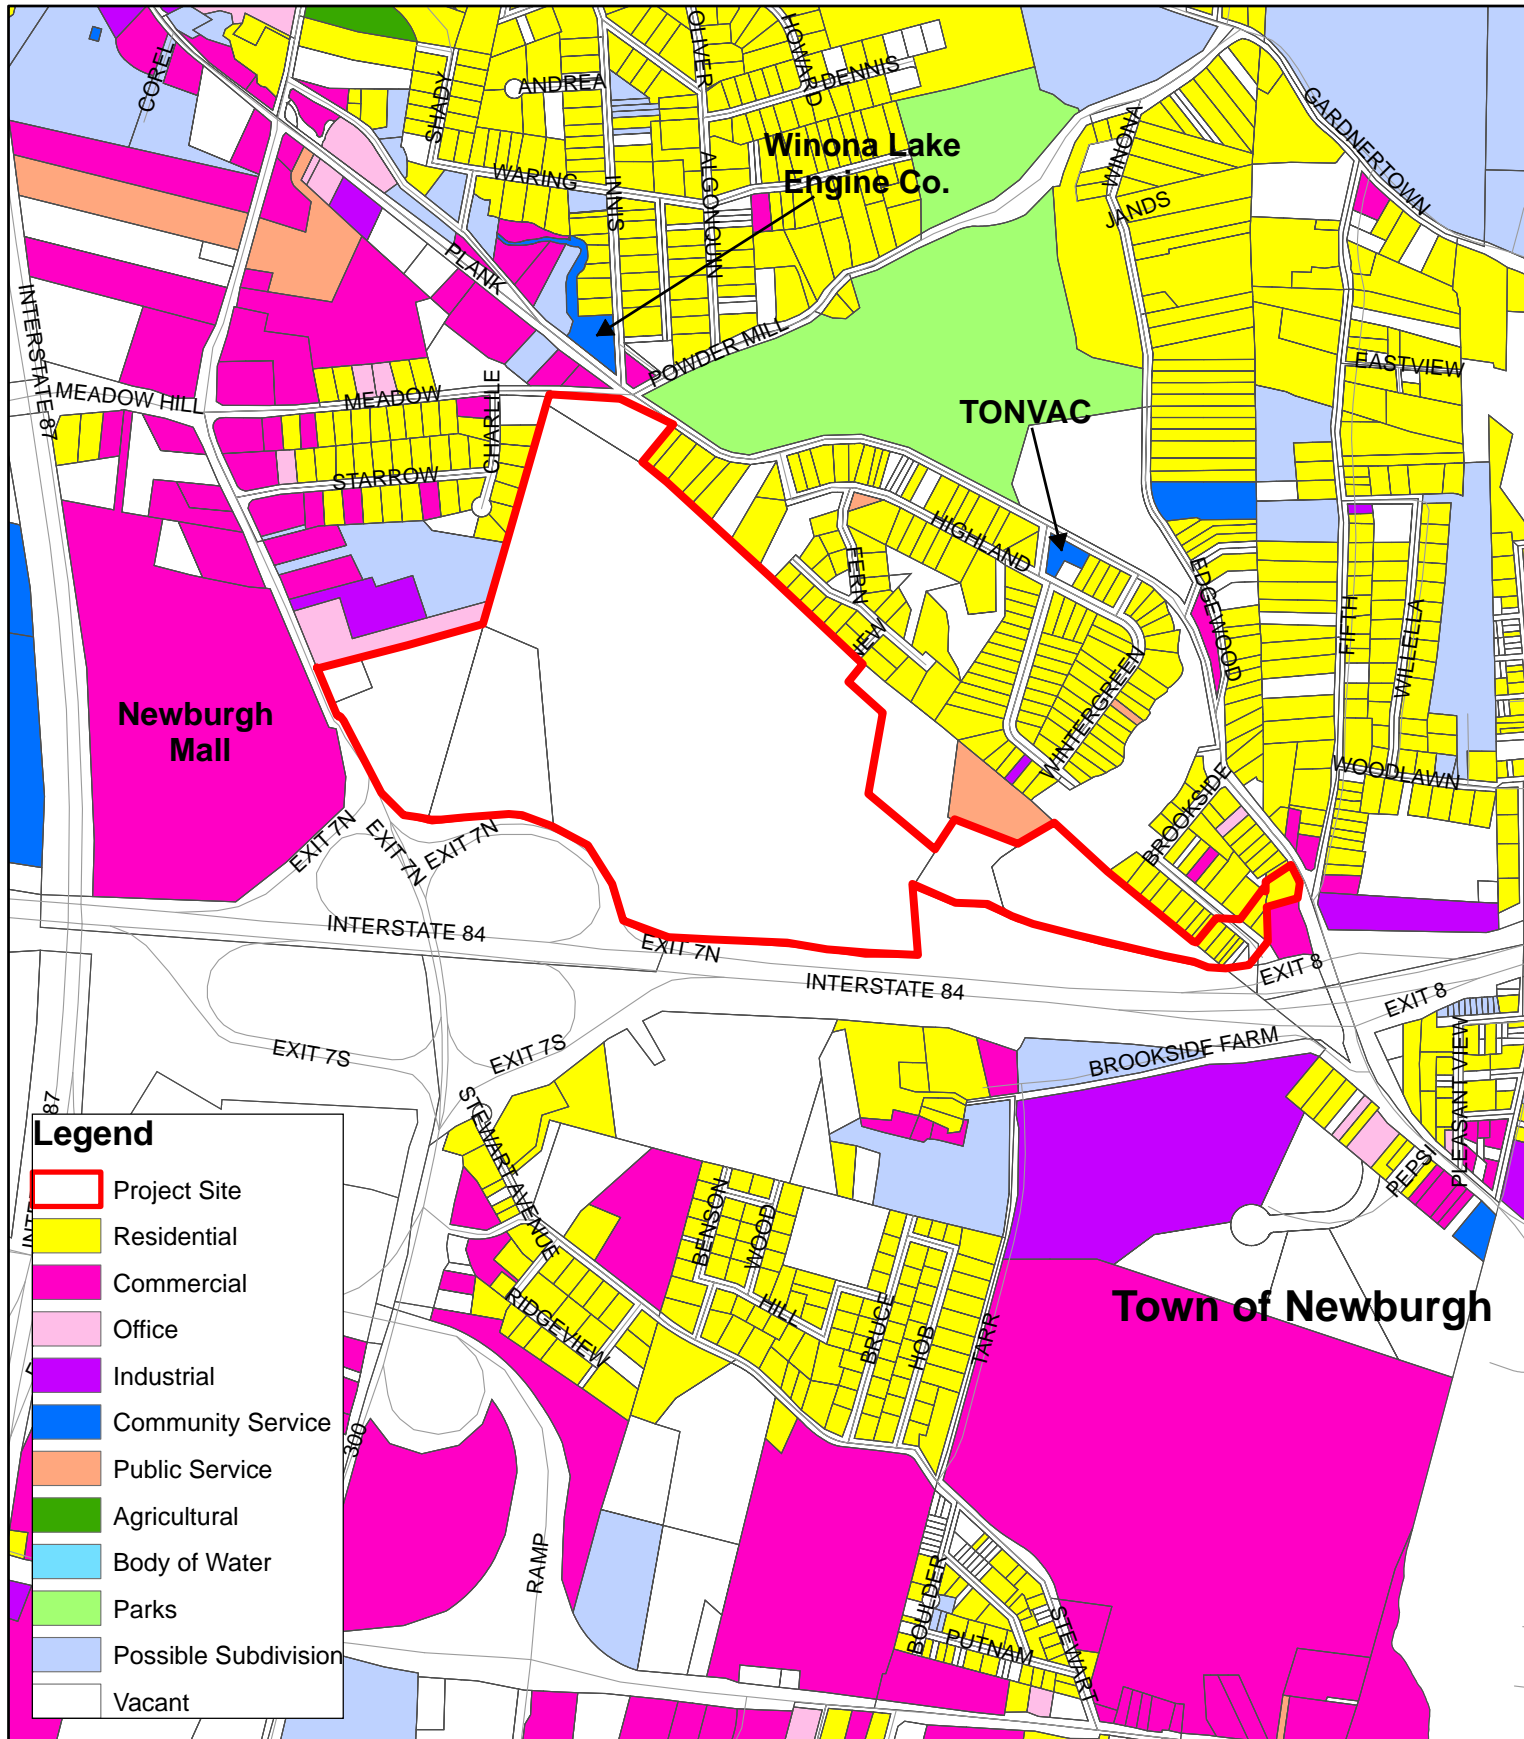 COREL
SHADY
ANDREA
OLIVER
HOWARD
DENNIS
GARDNERTOWN
WINONA
Winona Lake
Engine Co.
WARING
INNIS
ALGONQUIN
JANDS
PLANK
INTERSTATE 87
POWDER MILL
EASTVIEW
MEADOW HILL
MEADOW
CHARLILE
TONVAC
STARROW
HIGHLAND
FERN
IEW
EDGEWOOD
FIFTH
WILLELLA
WINTERGREEN
Newburgh
Mall
WOODLAWN
BROOKSIDE
EXIT 7N
EXIT 7N
EXIT 7N
INTERSTATE 84
EXIT 7N
INTERSTATE 84
EXIT 8
EXIT 8
EXIT 7S
EXIT 7S
BROOKSIDE FARM
PLEASANT VIEW
PEPSI
STEWART AVENUE
BENSON
WOOD
HILL
BRUCE
HOB
TARR
RIDGEVIEW
Town of Newburgh
87
INTE
300
RAMP
BOULDER
PUTNAM
STEWART
Legend
Project Site
Residential
Commercial
Office
Industrial
Community Service
Public Service
Agricultural
Body of Water
Parks
Possible Subdivision
Vacant